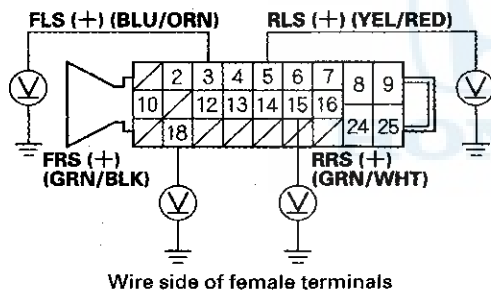 FLS (+) (BLU/ORN) RLS (+) (YEL/RED)
V V
2 3 4 5 6 7 8 9
10 12 13 14 15 16
18 24 25
FRS (+) RRS (+)
(GRN/BLK) (GRN/WHT)
V V
Wire side of female terminals